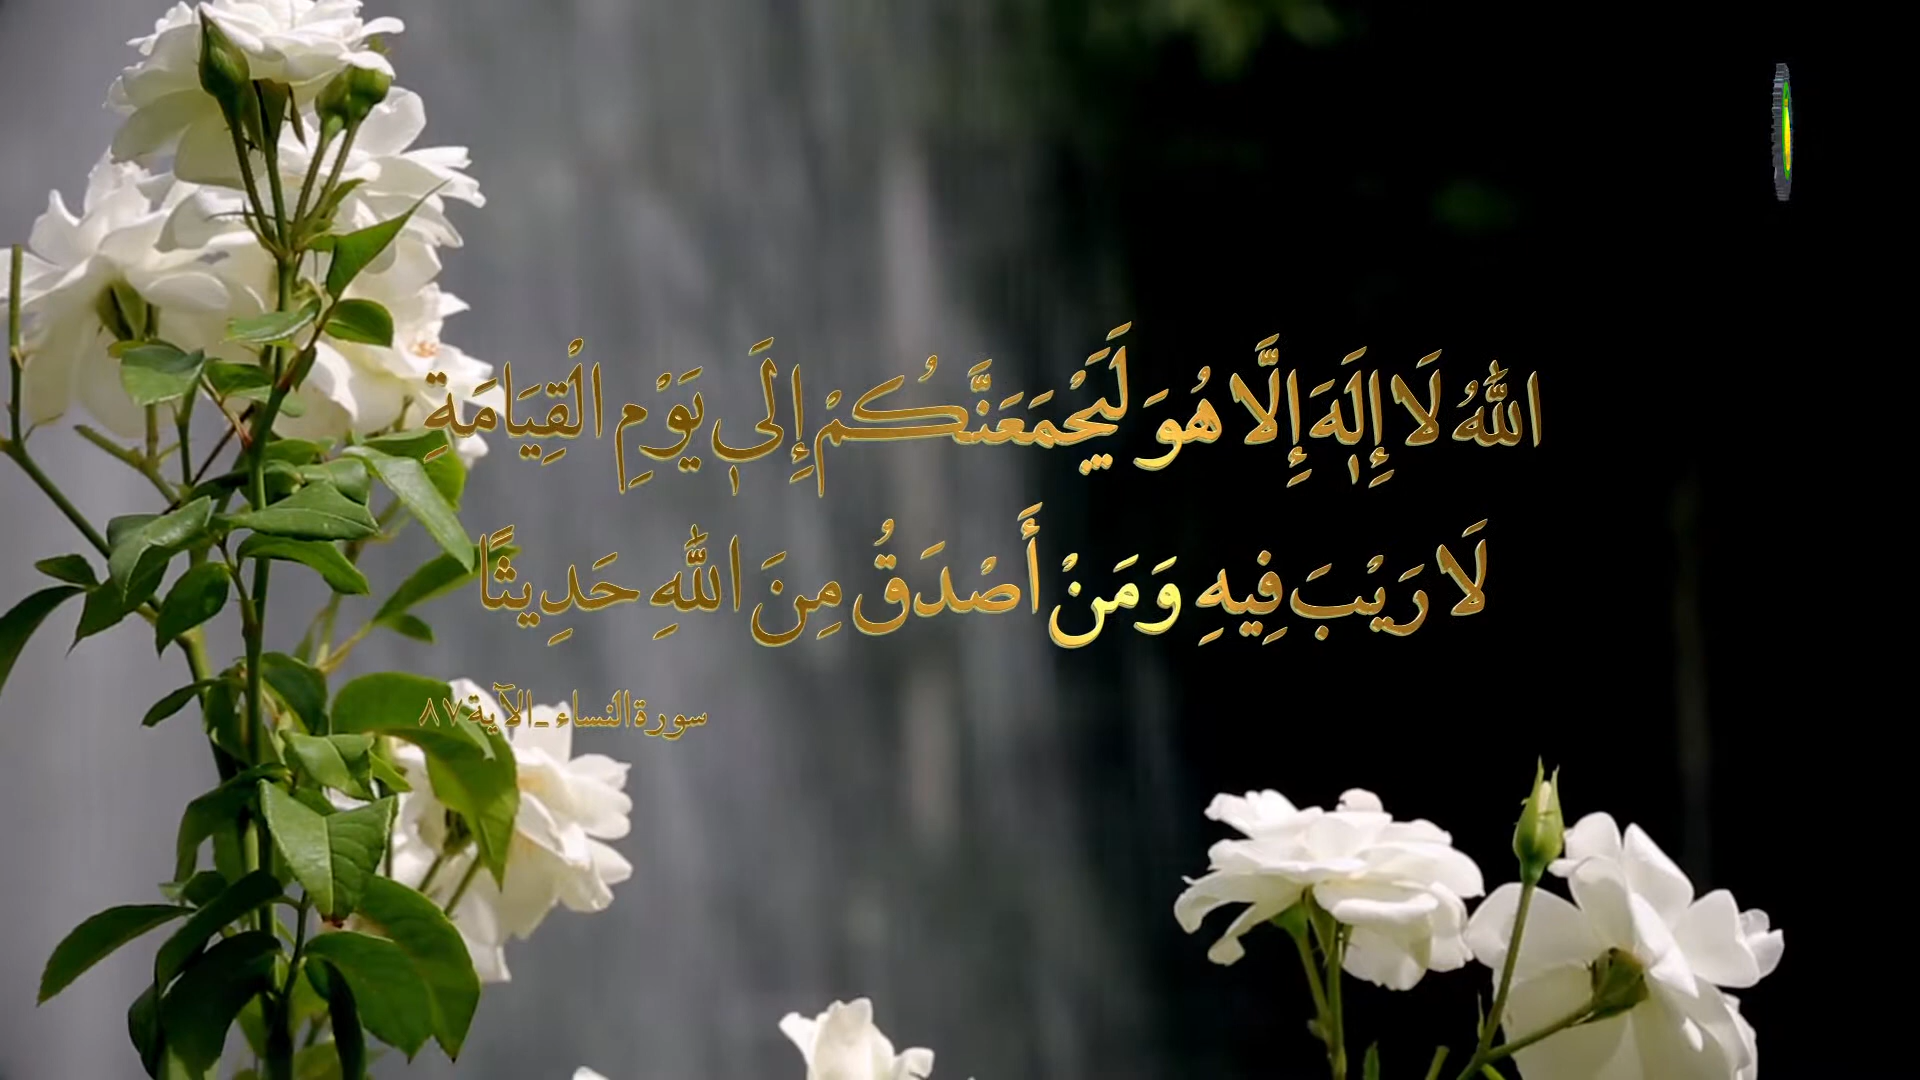 اللَّهُ لَا إِلَٰهَ إِلَّا هُوَ لَيَجْمَعَنَّكُمْ إِلَىٰ يَوْمِ الْقِيَامَةِ
لَا رَيْبَ فِيهِ وَمَنْ أَصْدَقُ مِنَ اللَّهِ حَدِيثًا
سورة النساء - الآية ٨٧